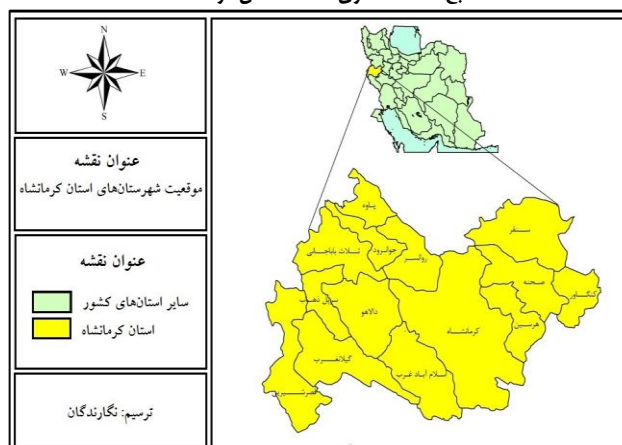 N
W E
S
عنوان نقشه
موقعیت شهرستان‌های استان کرمانشاه
عنوان نقشه
سایر استان‌های کشور
استان کرمانشاه
ترسیم: نگارندگان
پاوه
سنقر
ثلاث باباجانی
جوانرود
روانسر
صحنه
کنگاور
سرپل ذهاب
دالاهو
کرمانشاه
هرسین
گیلانغرب
اسلام آباد غرب
قصرشیرین